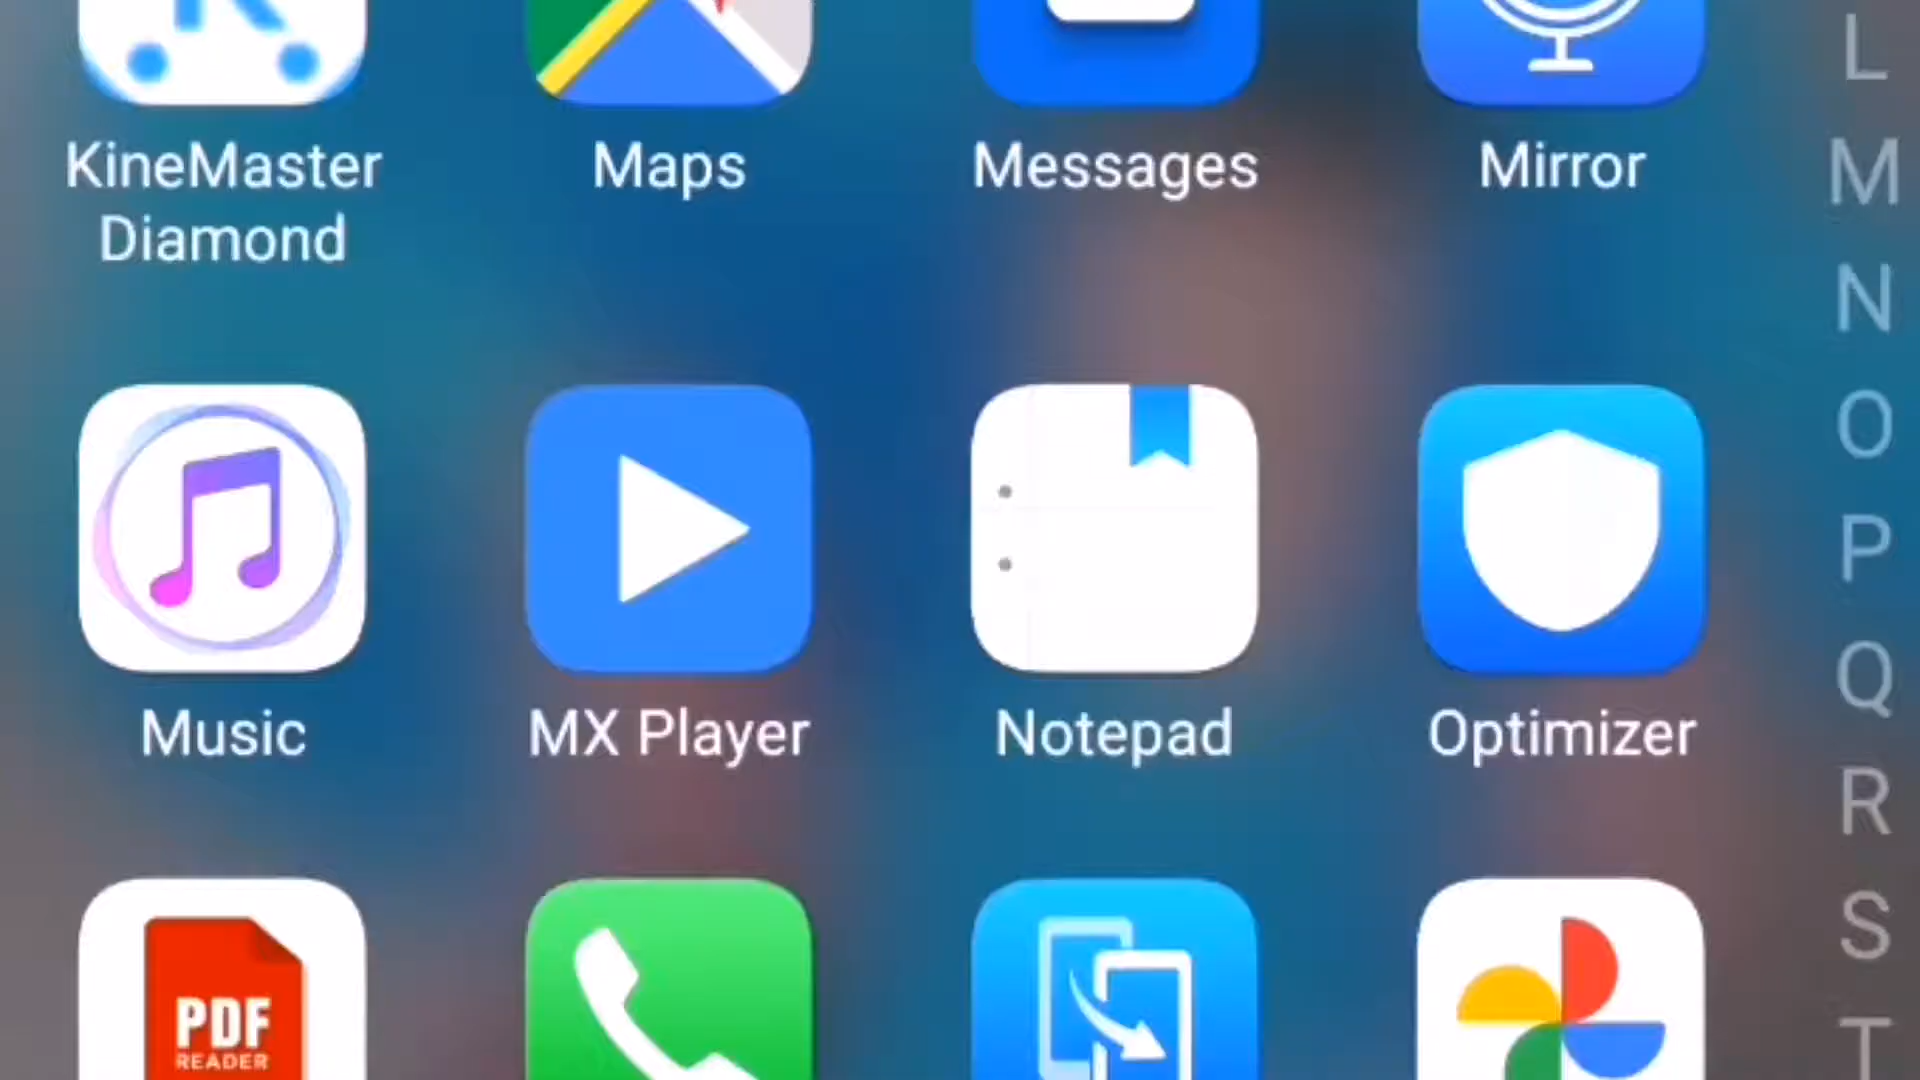 KineMaster
Diamond
Maps
Messages
Mirror
Music
MX Player
Notepad
Optimizer
PDF
READER
L
M
N
O
P
Q
R
S
T